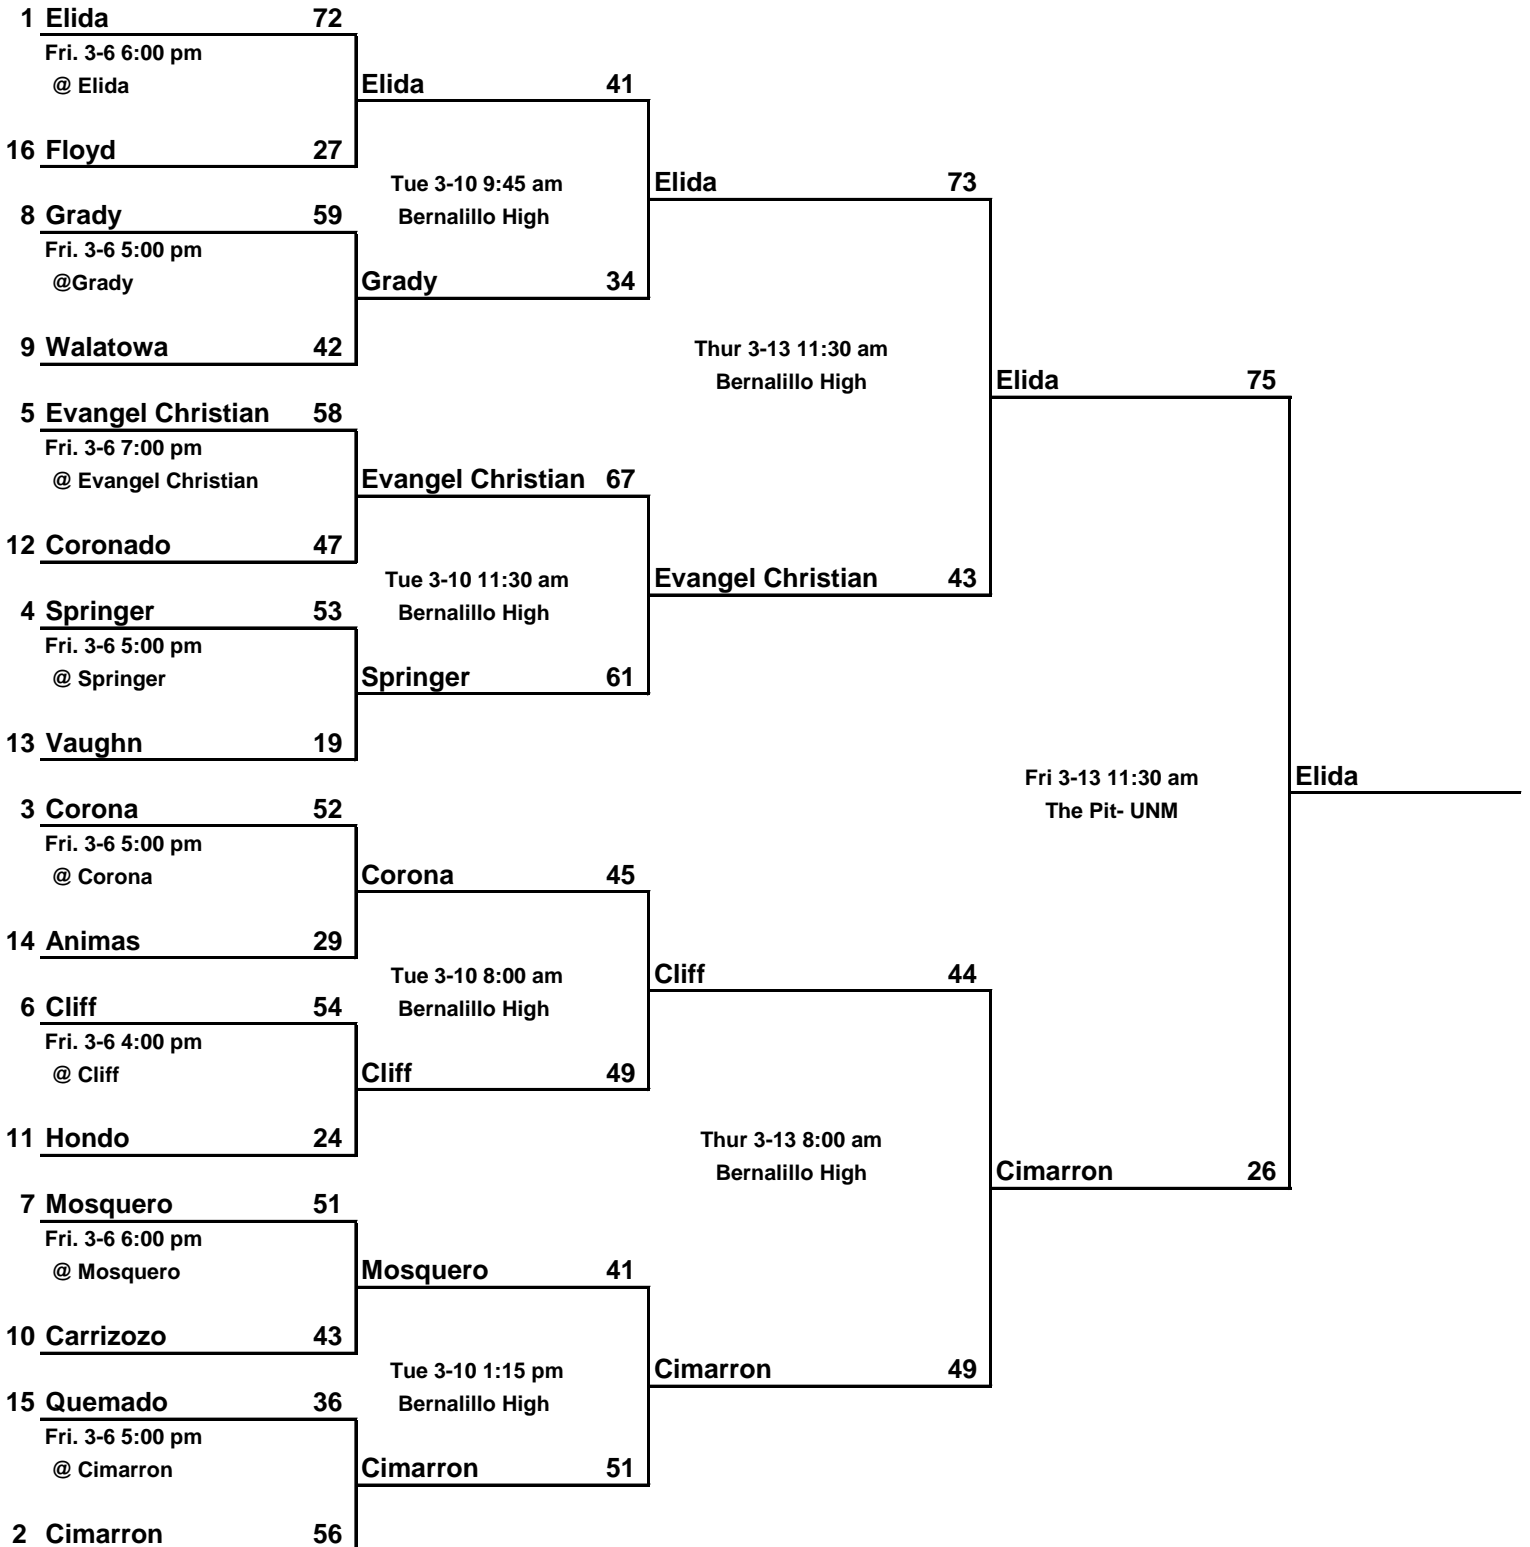 1 Elida 72
Fri. 3-6 6:00 pm
@ Elida
Elida 41
16 Floyd 27
Tue 3-10 9:45 am
Elida 73
8 Grady 59
Bernalillo High
Fri. 3-6 5:00 pm
@Grady
Grady 34
9 Walatowa 42
Thur 3-13 11:30 am
Bernalillo High
Elida 75
5 Evangel Christian 58
Fri. 3-6 7:00 pm
@ Evangel Christian
Evangel Christian 67
12 Coronado 47
Tue 3-10 11:30 am
Evangel Christian 43
4 Springer 53
Bernalillo High
Fri. 3-6 5:00 pm
@ Springer
Springer 61
13 Vaughn 19
Fri 3-13 11:30 am
Elida
3 Corona 52
The Pit- UNM
Fri. 3-6 5:00 pm
@ Corona
Corona 45
14 Animas 29
Tue 3-10 8:00 am
Cliff 44
6 Cliff 54
Bernalillo High
Fri. 3-6 4:00 pm
@ Cliff
Cliff 49
11 Hondo 24
Thur 3-13 8:00 am
Bernalillo High
Cimarron 26
7 Mosquero 51
Fri. 3-6 6:00 pm
@ Mosquero
Mosquero 41
10 Carrizozo 43
Tue 3-10 1:15 pm
Cimarron 49
15 Quemado 36
Bernalillo High
Fri. 3-6 5:00 pm
@ Cimarron
Cimarron 51
2 Cimarron 56